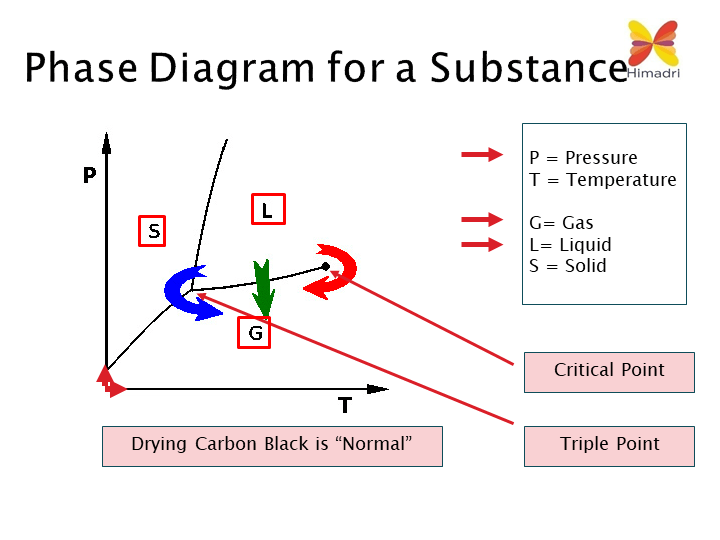 Phase Diagram for a Substance
Himadri
P
S
L
G
T
P = Pressure
T = Temperature
G= Gas
L= Liquid
S = Solid
Critical Point
Triple Point
Drying Carbon Black is “Normal”